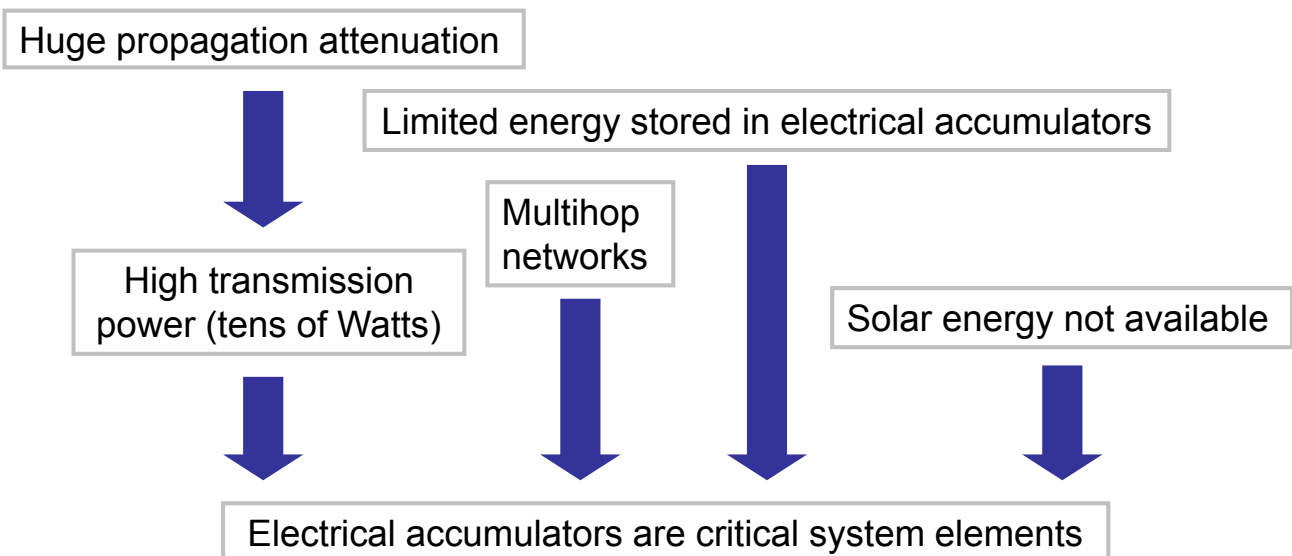 Huge propagation attenuation
Limited energy stored in electrical accumulators
Multihop
networks
High transmission
power (tens of Watts)
Solar energy not available
Electrical accumulators are critical system elements